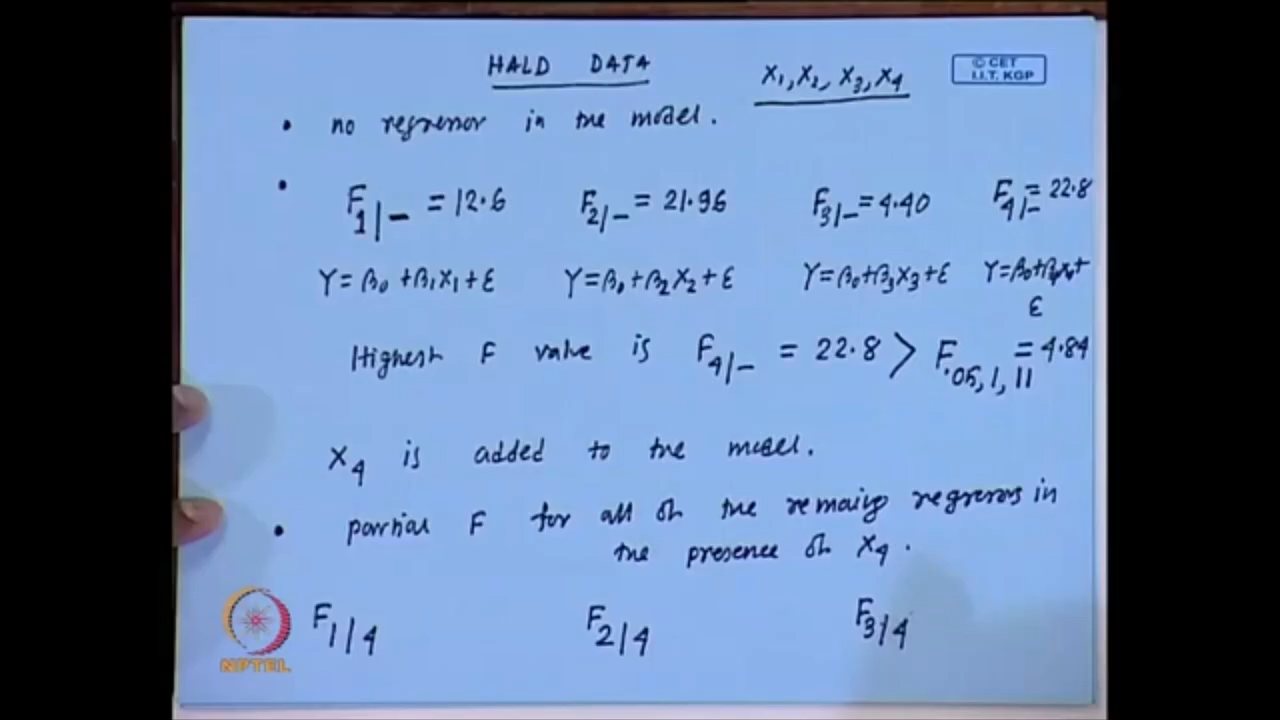 HALD DATA X₁, X₂, X₃, X₄
© CET
I.I.T. KGP
• no regressor in the model.
• F₁|₋ = 12.6 F₂|₋ = 21.96 F₃|₋ = 4.40 F₄|₋ = 22.8
Y = β₀ + β₁X₁ + ε Y = β₀ + β₂X₂ + ε Y = β₀ + β₃X₃ + ε Y = β₀ + β₄X₄ + ε
Highest F value is F₄|₋ = 22.8 > F.05, 1, 11 = 4.84
X₄ is added to the model.
• partial F for all of the remaing regressors in
the presence of X₄.
F₁|₄ F₂|₄ F₃|₄
NPTEL